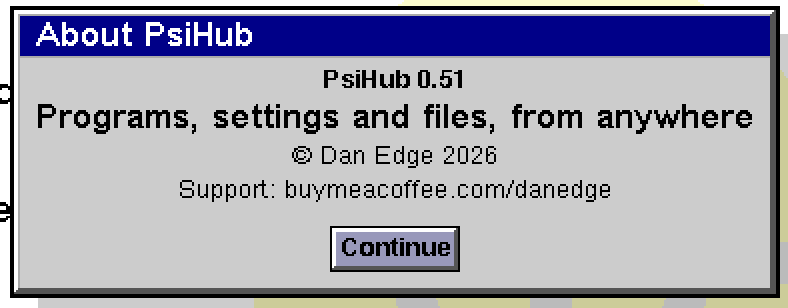 About PsiHub
PsiHub 0.51
Programs, settings and files, from anywhere
© Dan Edge 2026
Support: buymeacoffee.com/danedge
Continue